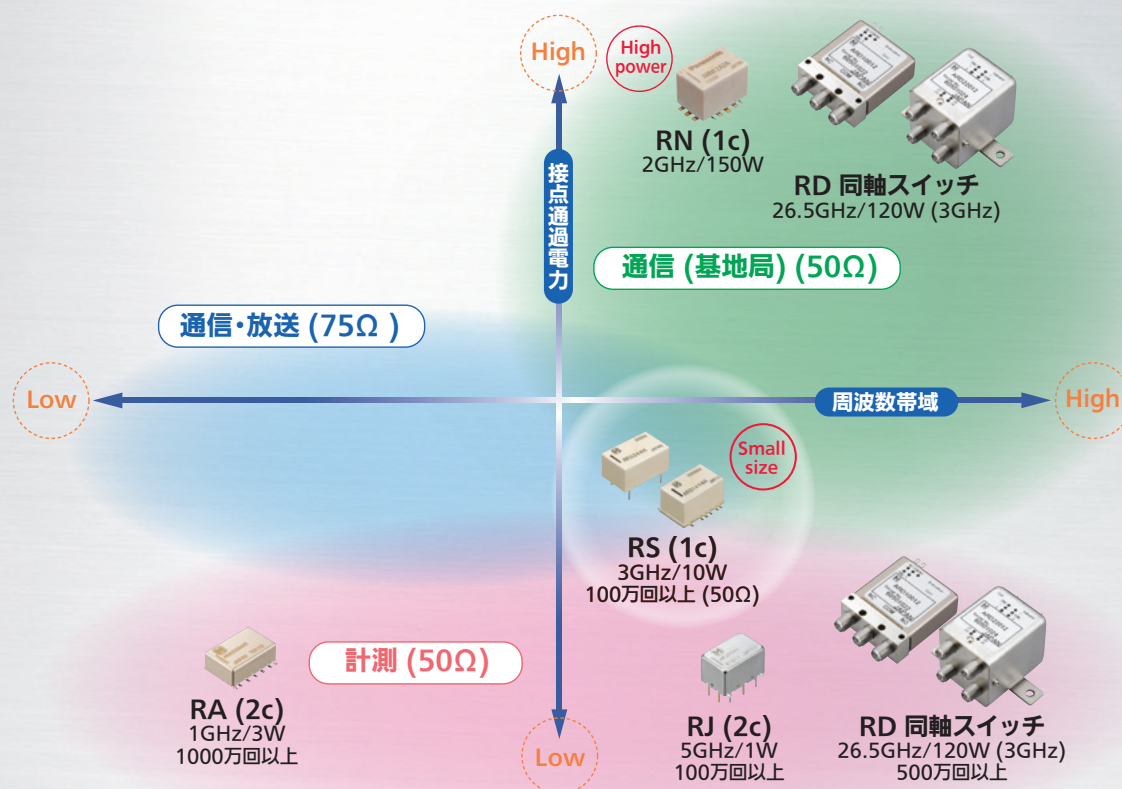 High
High
power
RN (1c)
2GHz/150W
RD 同軸スイッチ
26.5GHz/120W (3GHz)
接点通過電力
通信 (基地局) (50Ω)
通信・放送 (75Ω )
Low
周波数帯域
High
Small
size
RS (1c)
3GHz/10W
100万回以上 (50Ω)
計測 (50Ω)
RA (2c)
1GHz/3W
1000万回以上
RJ (2c)
5GHz/1W
100万回以上
RD 同軸スイッチ
26.5GHz/120W (3GHz)
500万回以上
Low